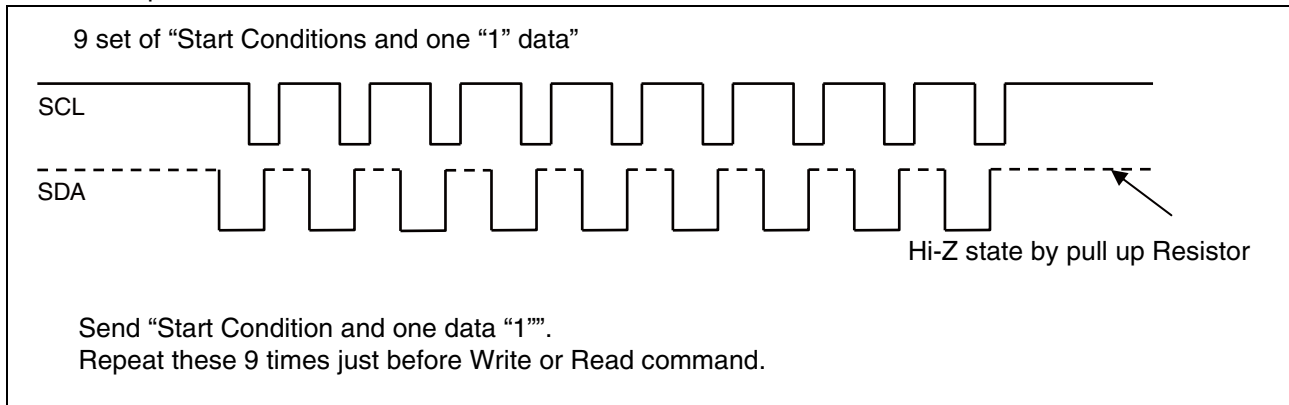 9 set of “Start Conditions and one “1” data”
SCL
SDA
Hi-Z state by pull up Resistor
Send “Start Condition and one data “1””.
Repeat these 9 times just before Write or Read command.